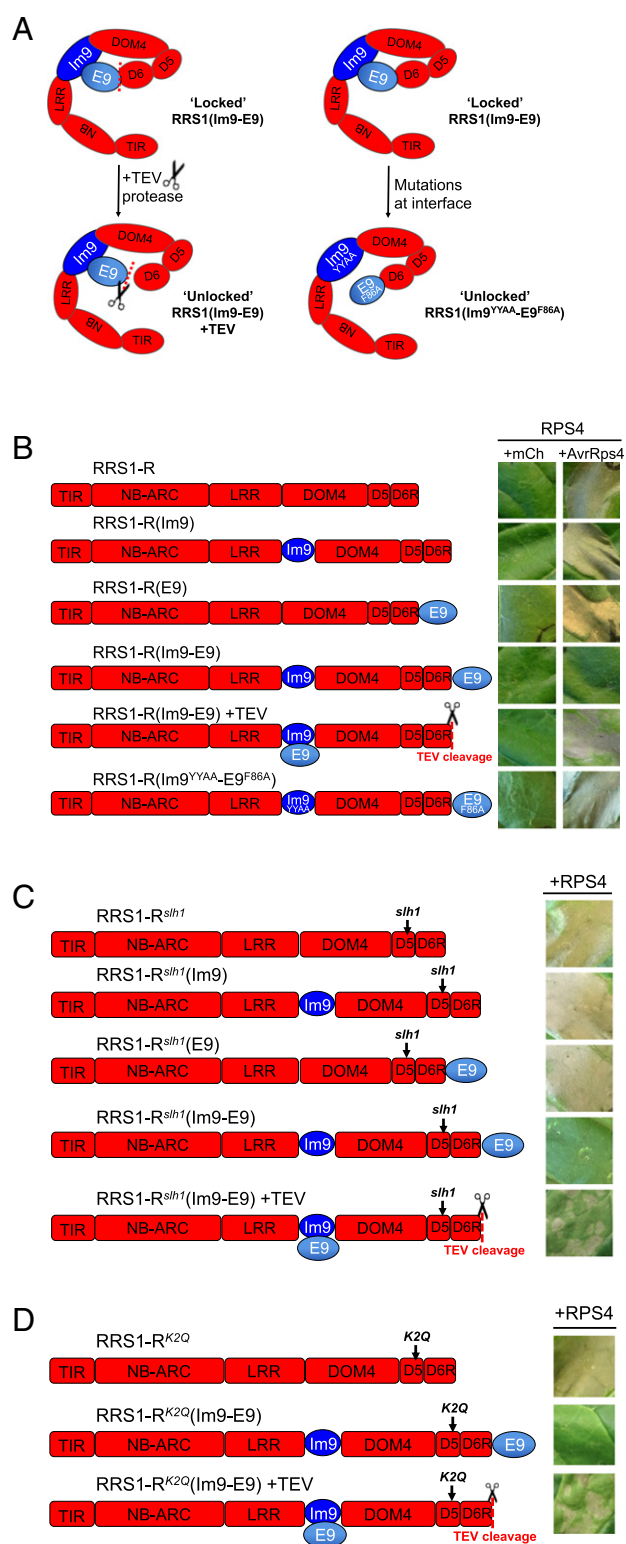 A
DOM4
Im9
E9
D6
D5
LRR
NB
TIR
'Locked'
RRS1(Im9-E9)
+TEV
protease
DOM4
Im9
E9
D6
D5
LRR
NB
TIR
'Unlocked'
RRS1(Im9-E9)
+TEV
DOM4
Im9
E9
D6
D5
LRR
NB
TIR
'Locked'
RRS1(Im9-E9)
Mutations
at interface
DOM4
Im9
YYAA
E9
F86A
D6
D5
LRR
NB
TIR
'Unlocked'
RRS1(Im9YYAA-E9F86A)
B
RPS4
+mCh +AvrRps4
RRS1-R
TIR NB-ARC LRR DOM4 D5 D6R
RRS1-R(Im9)
TIR NB-ARC LRR Im9 DOM4 D5 D6R
RRS1-R(E9)
TIR NB-ARC LRR DOM4 D5 D6R E9
RRS1-R(Im9-E9)
TIR NB-ARC LRR Im9 DOM4 D5 D6R E9
RRS1-R(Im9-E9) +TEV
TIR NB-ARC LRR Im9 DOM4 D5 D6R
E9
TEV cleavage
RRS1-R(Im9YYAA-E9F86A)
TIR NB-ARC LRR Im9 DOM4 D5 D6R E9
YYAA F86A
C
+RPS4
RRS1-Rslh1
slh1
TIR NB-ARC LRR DOM4 D5 D6R
RRS1-Rslh1(Im9)
slh1
TIR NB-ARC LRR Im9 DOM4 D5 D6R
RRS1-Rslh1(E9)
slh1
TIR NB-ARC LRR DOM4 D5 D6R E9
RRS1-Rslh1(Im9-E9)
slh1
TIR NB-ARC LRR Im9 DOM4 D5 D6R E9
RRS1-Rslh1(Im9-E9) +TEV
slh1
TIR NB-ARC LRR Im9 DOM4 D5 D6R
E9
TEV cleavage
D
+RPS4
RRS1-RK2Q
K2Q
TIR NB-ARC LRR DOM4 D5 D6R
RRS1-RK2Q(Im9-E9)
K2Q
TIR NB-ARC LRR Im9 DOM4 D5 D6R E9
RRS1-RK2Q(Im9-E9) +TEV
K2Q
TIR NB-ARC LRR Im9 DOM4 D5 D6R
E9
TEV cleavage